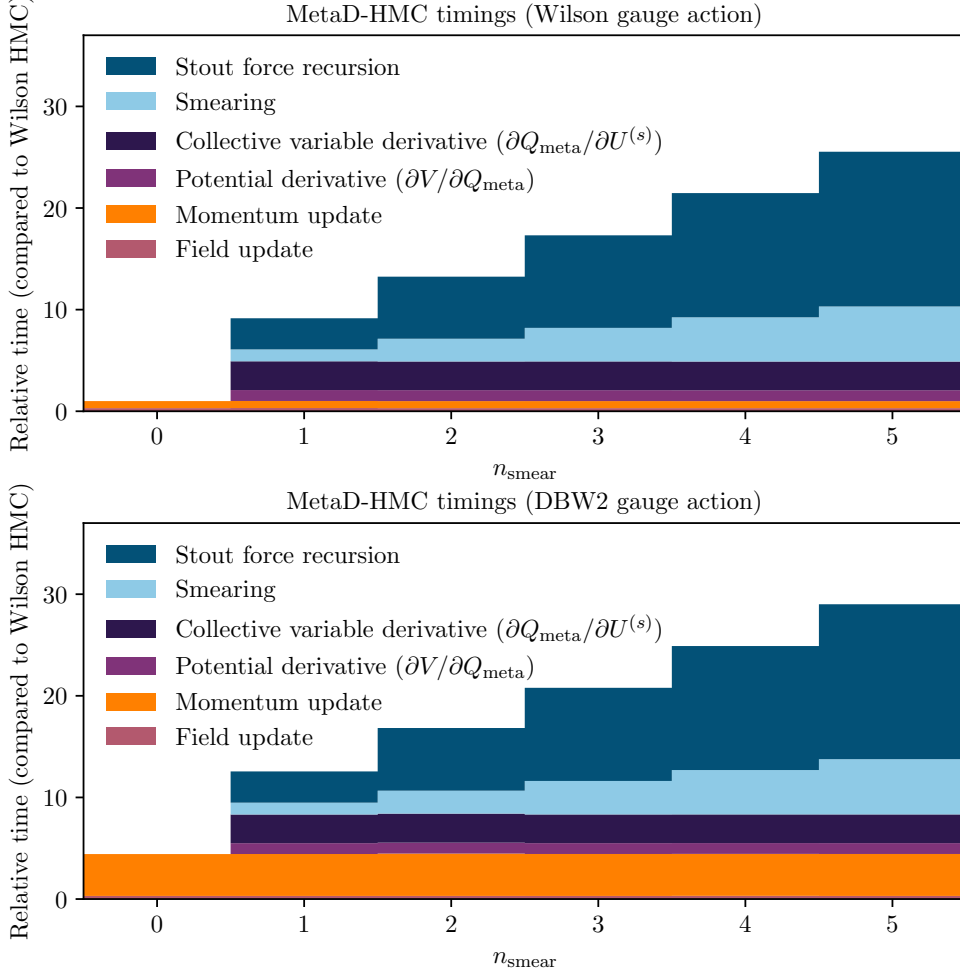 MetaD-HMC timings (Wilson gauge action)
Relative time (compared to Wilson HMC)
30
20
10
0
Stout force recursion
Smearing
Collective variable derivative (∂Q_meta/∂U^(s))
Potential derivative (∂V/∂Q_meta)
Momentum update
Field update
0 1 2 3 4 5
n_smear
MetaD-HMC timings (DBW2 gauge action)
Relative time (compared to Wilson HMC)
30
20
10
0
Stout force recursion
Smearing
Collective variable derivative (∂Q_meta/∂U^(s))
Potential derivative (∂V/∂Q_meta)
Momentum update
Field update
0 1 2 3 4 5
n_smear